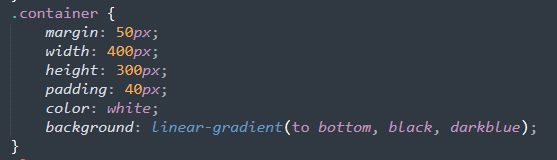 .container {
    margin: 50px;
    width: 400px;
    height: 300px;
    padding: 40px;
    color: white;
    background: linear-gradient(to bottom, black, darkblue);
}